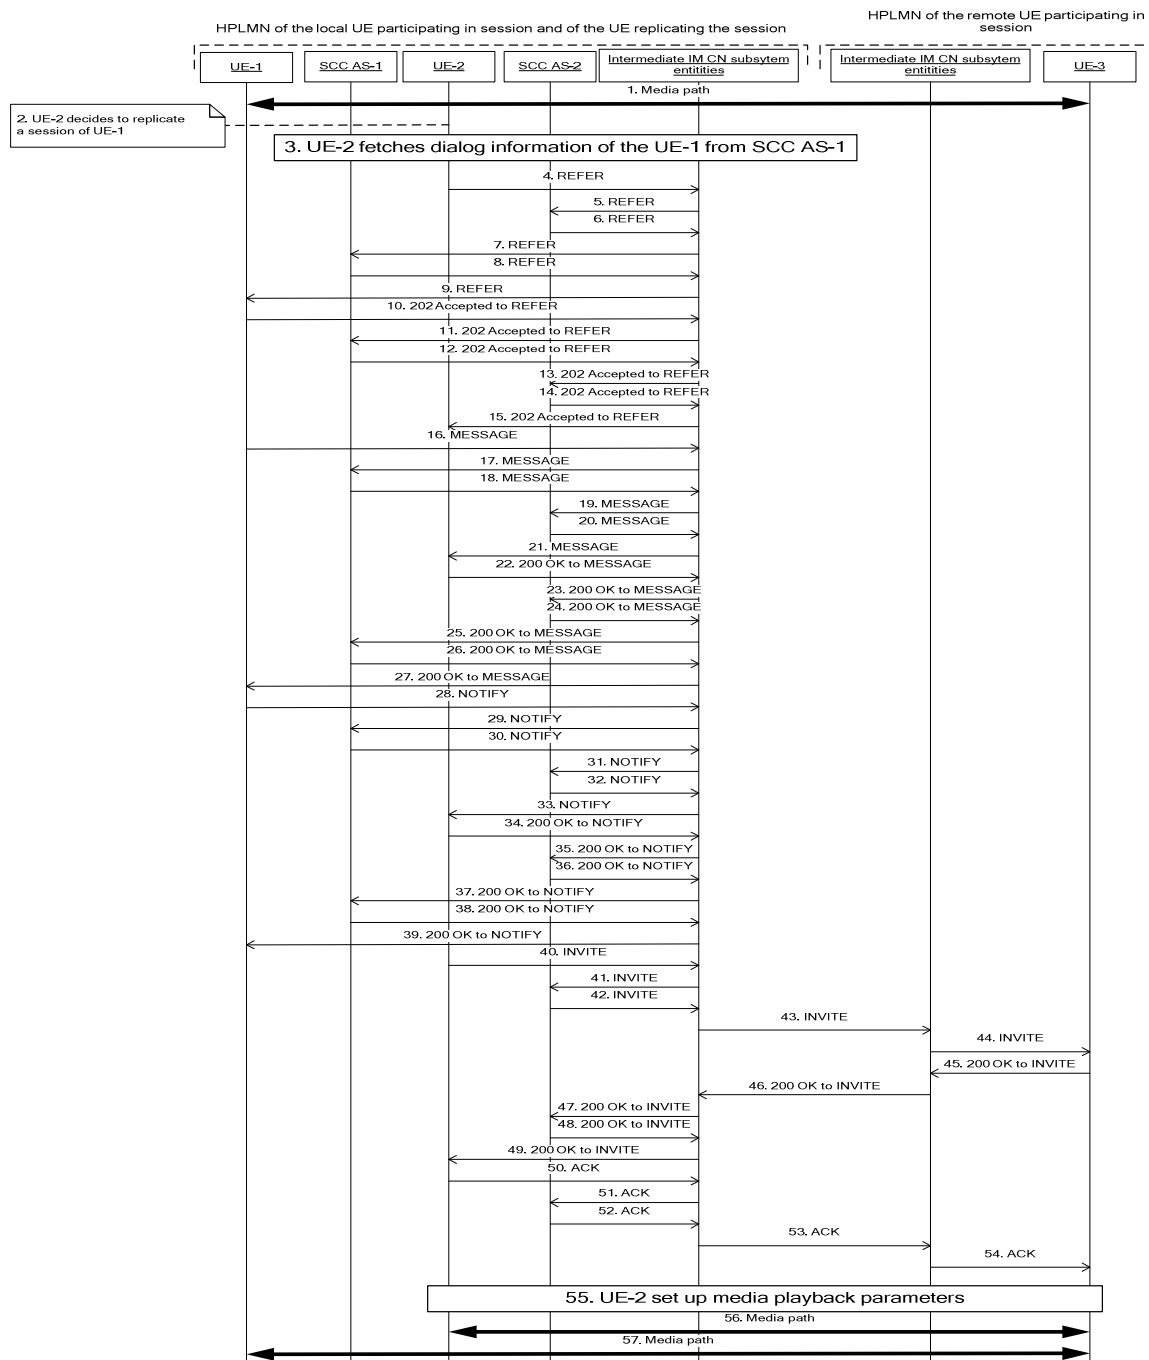 HPLMN of the local UE participating in session and of the UE replicating the session
HPLMN of the remote UE participating in
session
UE-1
SCC AS-1
UE-2
SCC AS-2
Intermediate IM CN subsytem
entitities
Intermediate IM CN subsytem
entitities
UE-3
1. Media path
2. UE-2 decides to replicate
a session of UE-1
3. UE-2 fetches dialog information of the UE-1 from SCC AS-1
4. REFER
5. REFER
6. REFER
7. REFER
8. REFER
9. REFER
10. 202 Accepted to REFER
11. 202 Accepted to REFER
12. 202 Accepted to REFER
13. 202 Accepted to REFER
14. 202 Accepted to REFER
15. 202 Accepted to REFER
16. MESSAGE
17. MESSAGE
18. MESSAGE
19. MESSAGE
20. MESSAGE
21. MESSAGE
22. 200 OK to MESSAGE
23. 200 OK to MESSAGE
24. 200 OK to MESSAGE
25. 200 OK to MESSAGE
26. 200 OK to MESSAGE
27. 200 OK to MESSAGE
28. NOTIFY
29. NOTIFY
30. NOTIFY
31. NOTIFY
32. NOTIFY
33. NOTIFY
34. 200 OK to NOTIFY
35. 200 OK to NOTIFY
36. 200 OK to NOTIFY
37. 200 OK to NOTIFY
38. 200 OK to NOTIFY
39. 200 OK to NOTIFY
40. INVITE
41. INVITE
42. INVITE
43. INVITE
44. INVITE
45. 200 OK to INVITE
46. 200 OK to INVITE
47. 200 OK to INVITE
48. 200 OK to INVITE
49. 200 OK to INVITE
50. ACK
51. ACK
52. ACK
53. ACK
54. ACK
55. UE-2 set up media playback parameters
56. Media path
57. Media path